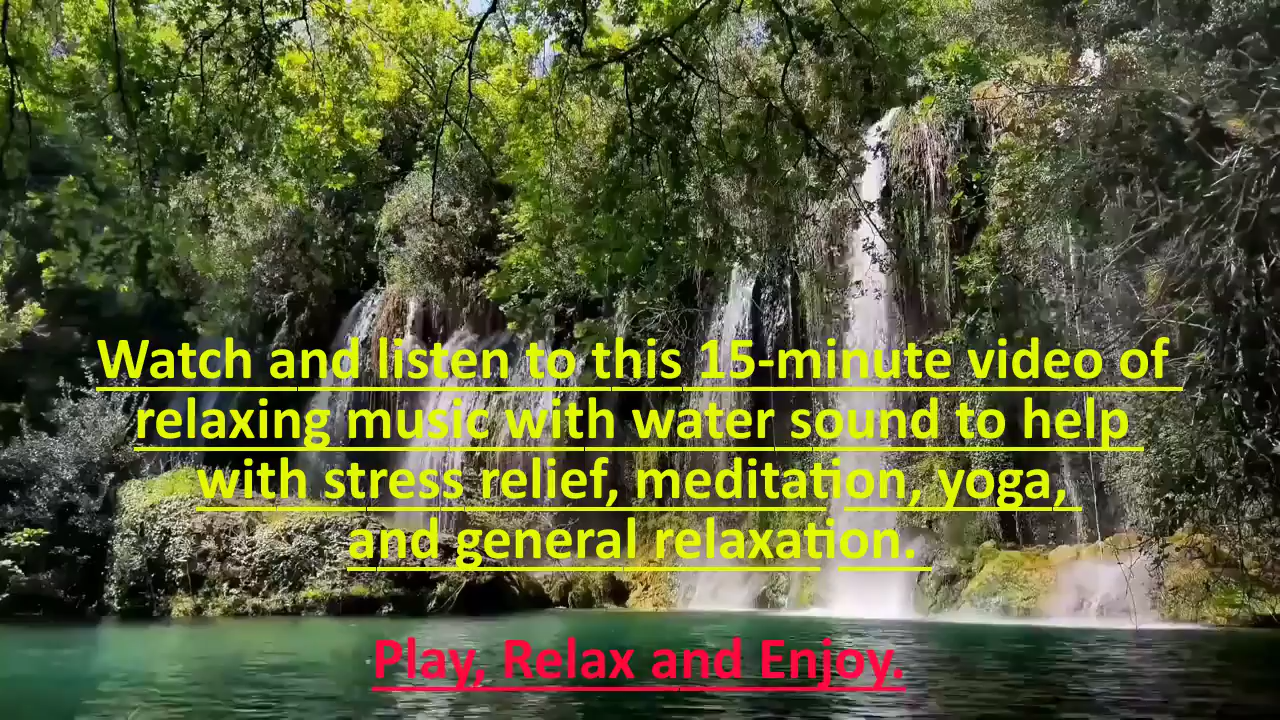 Watch and listen to this 15-minute video of
relaxing music with water sound to help
with stress relief, meditation, yoga,
and general relaxation.
Play, Relax and Enjoy.